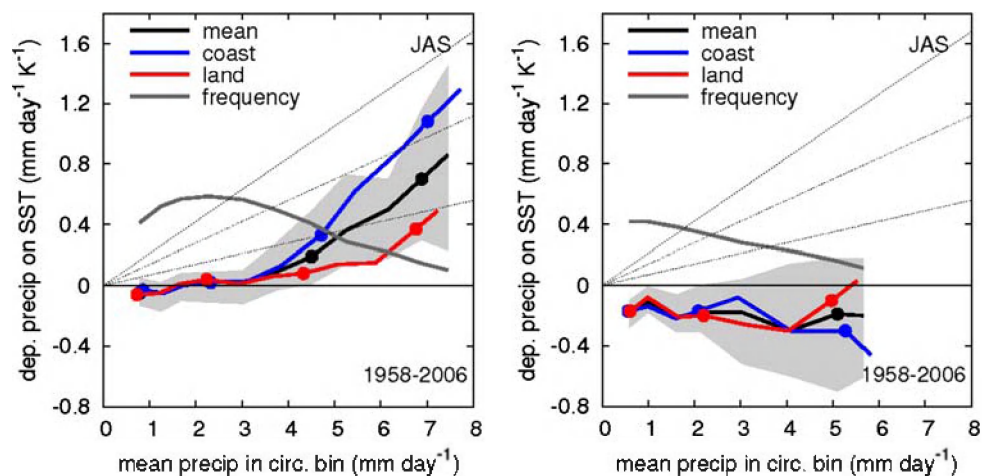 dep. precip on SST (mm day-1 K-1)
1.6
1.2
0.8
0.4
0
-0.4
-0.8
mean
coast
land
frequency
JAS
1958-2006
0 1 2 3 4 5 6 7 8
mean precip in circ. bin (mm day-1)
dep. precip on SST (mm day-1 K-1)
1.6
1.2
0.8
0.4
0
-0.4
-0.8
mean
coast
land
frequency
JAS
1958-2006
0 1 2 3 4 5 6 7 8
mean precip in circ. bin (mm day-1)